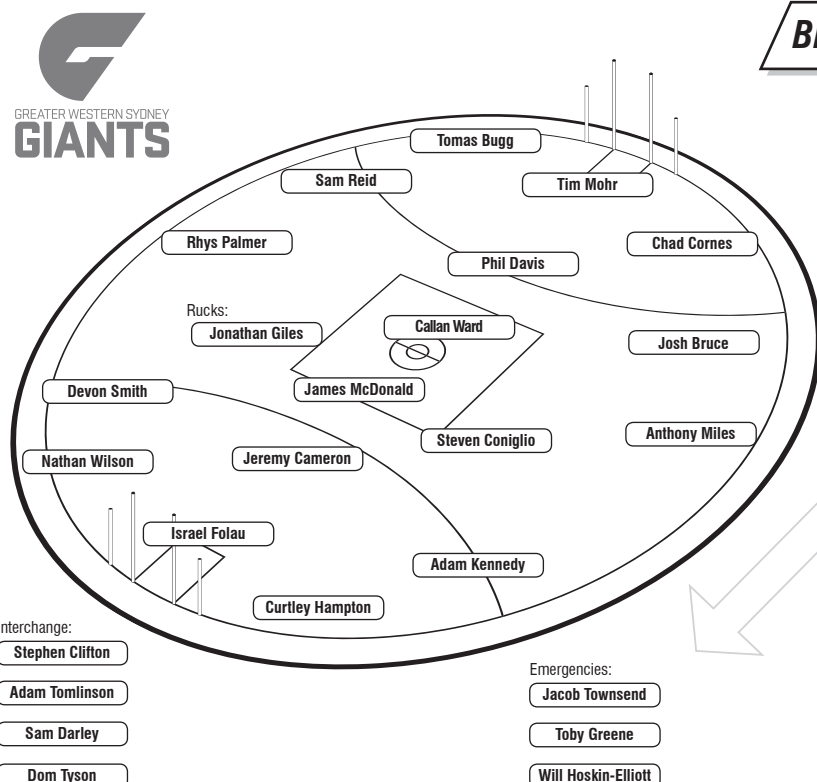 GREATER WESTERN SYDNEY
GIANTS
Tomas Bugg
Sam Reid
Tim Mohr
Rhys Palmer
Chad Cornes
Phil Davis
Rucks:
Jonathan Giles
Callan Ward
Josh Bruce
James McDonald
Devon Smith
Steven Coniglio
Anthony Miles
Nathan Wilson
Jeremy Cameron
Israel Folau
Adam Kennedy
Curtley Hampton
nterchange:
Stephen Clifton
Adam Tomlinson
Sam Darley
Dom Tyson
Emergencies:
Jacob Townsend
Toby Greene
Will Hoskin-Elliott